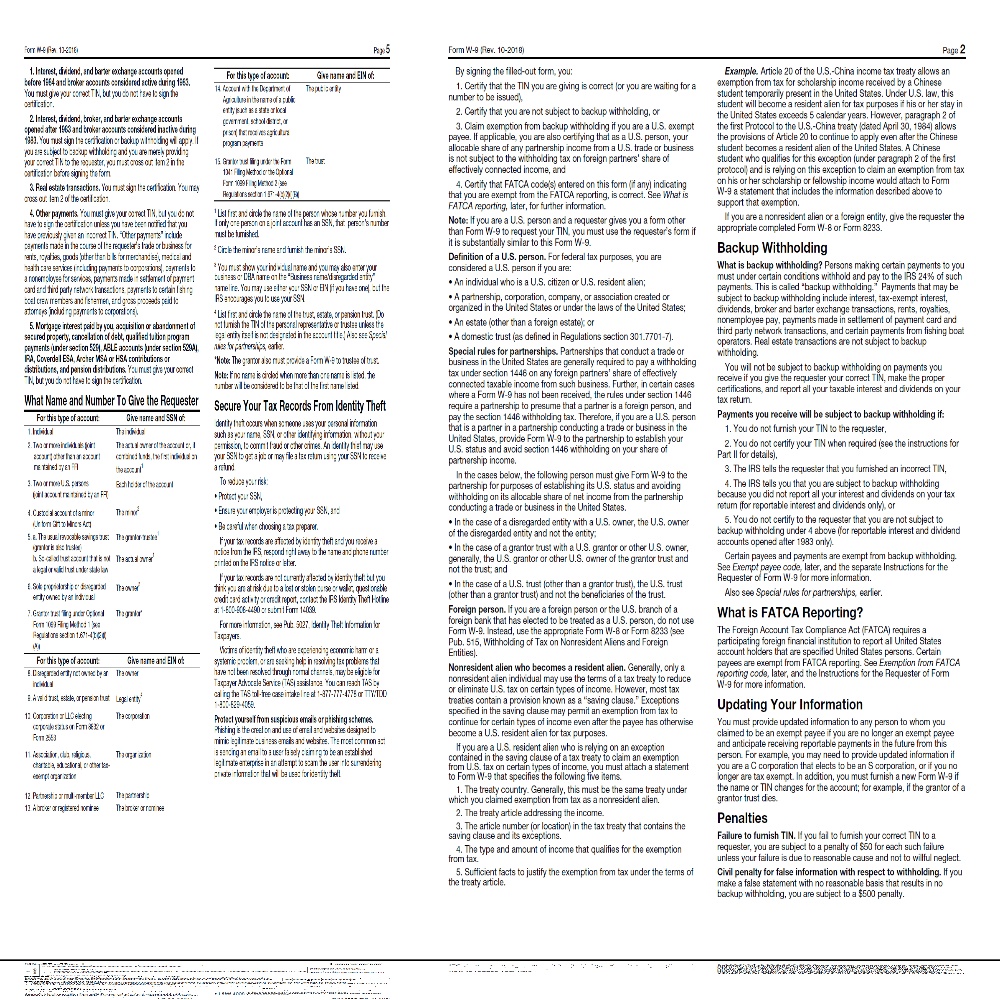 Form W-9 (Rev. 10-2018)
Page 5
1. Interest, dividend, and barter exchange accounts opened
before 1984 and broker accounts considered active during 1983.
You must give your correct TIN, but you do not have to sign the
certification.
2. Interest, dividend, broker, and barter exchange accounts
opened after 1983 and broker accounts considered inactive during
1983. You must sign the certification or backup withholding will apply. If
you are subject to backup withholding and you are merely providing
your correct TIN to the requester, you must cross out item 2 in the
certification before signing the form.
3. Real estate transactions. You must sign the certification. You may
cross out item 2 of the certification.
4. Other payments. You must give your correct TIN, but you do not
have to sign the certification unless you have been notified that you
have previously given an incorrect TIN. "Other payments" include
payments made in the course of the requester's trade or business for
rents, royalties, goods (other than bills for merchandise), medical and
health care services (including payments to corporations), payments to
a nonemployee for services, payments made in settlement of payment
card and third party network transactions, payments to certain fishing
boat crew members and fishermen, and gross proceeds paid to
attorneys (including payments to corporations).
5. Mortgage interest paid by you, acquisition or abandonment of
secured property, cancellation of debt, qualified tuition program
payments (under section 529), ABLE accounts (under section 529A),
IRA, Coverdell ESA, Archer MSA or HSA contributions or
distributions, and pension distributions. You must give your correct
TIN, but you do not have to sign the certification.
What Name and Number To Give the Requester
For this type of account: Give name and SSN of:
1. Individual The individual
2. Two or more individuals (joint The actual owner of the account or, if
account) other than an account combined funds, the first individual on
maintained by an FFI the account1
3. Two or more U.S. persons Each holder of the account
(joint account maintained by an FFI)
4. Custodial account of a minor The minor2
(Uniform Gift to Minors Act)
5. a. The usual revocable savings trust The grantor-trustee1
(grantor is also trustee)
b. So-called trust account that is not The actual owner1
a legal or valid trust under state law
6. Sole proprietorship or disregarded The owner3
entity owned by an individual
7. Grantor trust filing under Optional The grantor*
Form 1099 Filing Method 1 (see
Regulations section 1.671-4(b)(2)(i)
(A))
For this type of account: Give name and EIN of:
8. Disregarded entity not owned by an The owner
individual
9. A valid trust, estate, or pension trust Legal entity4
10. Corporation or LLC electing The corporation
corporate status on Form 8832 or
Form 2553
11. Association, club, religious, The organization
charitable, educational, or other tax-
exempt organization
12. Partnership or multi-member LLC The partnership
13. A broker or registered nominee The broker or nominee
For this type of account: Give name and EIN of:
14. Account with the Department of The public entity
Agriculture in the name of a public
entity (such as a state or local
government, school district, or
prison) that receives agricultural
program payments
15. Grantor trust filing under the Form The trust
1041 Filing Method or the Optional
Form 1099 Filing Method 2 (see
Regulations section 1.671-4(b)(2)(i)(B))
1 List first and circle the name of the person whose number you furnish.
If only one person on a joint account has an SSN, that person's number
must be furnished.
2 Circle the minor's name and furnish the minor's SSN.
3 You must show your individual name and you may also enter your
business or DBA name on the "Business name/disregarded entity"
name line. You may use either your SSN or EIN (if you have one), but the
IRS encourages you to use your SSN.
4 List first and circle the name of the trust, estate, or pension trust. (Do
not furnish the TIN of the personal representative or trustee unless the
legal entity itself is not designated in the account title.) Also see Special
rules for partnerships, earlier.
*Note: The grantor also must provide a Form W-9 to trustee of trust.
Note: If no name is circled when more than one name is listed, the
number will be considered to be that of the first name listed.
Secure Your Tax Records From Identity Theft
Identity theft occurs when someone uses your personal information
such as your name, SSN, or other identifying information, without your
permission, to commit fraud or other crimes. An identity thief may use
your SSN to get a job or may file a tax return using your SSN to receive
a refund.
To reduce your risk:
• Protect your SSN,
• Ensure your employer is protecting your SSN, and
• Be careful when choosing a tax preparer.
If your tax records are affected by identity theft and you receive a
notice from the IRS, respond right away to the name and phone number
printed on the IRS notice or letter.
If your tax records are not currently affected by identity theft but you
think you are at risk due to a lost or stolen purse or wallet, questionable
credit card activity or credit report, contact the IRS Identity Theft Hotline
at 1-800-908-4490 or submit Form 14039.
For more information, see Pub. 5027, Identity Theft Information for
Taxpayers.
Victims of identity theft who are experiencing economic harm or a
systemic problem, or are seeking help in resolving tax problems that
have not been resolved through normal channels, may be eligible for
Taxpayer Advocate Service (TAS) assistance. You can reach TAS by
calling the TAS toll-free case intake line at 1-877-777-4778 or TTY/TDD
1-800-829-4059.
Protect yourself from suspicious emails or phishing schemes.
Phishing is the creation and use of email and websites designed to
mimic legitimate business emails and websites. The most common act
is sending an email to a user falsely claiming to be an established
legitimate enterprise in an attempt to scam the user into surrendering
private information that will be used for identity theft.
Form W-9 (Rev. 10-2018)
Page 2
By signing the filled-out form, you:
1. Certify that the TIN you are giving is correct (or you are waiting for a
number to be issued),
2. Certify that you are not subject to backup withholding, or
3. Claim exemption from backup withholding if you are a U.S. exempt
payee. If applicable, you are also certifying that as a U.S. person, your
allocable share of any partnership income from a U.S. trade or business
is not subject to the withholding tax on foreign partners' share of
effectively connected income, and
4. Certify that FATCA code(s) entered on this form (if any) indicating
that you are exempt from the FATCA reporting, is correct. See What is
FATCA reporting, later, for further information.
Note: If you are a U.S. person and a requester gives you a form other
than Form W-9 to request your TIN, you must use the requester's form if
it is substantially similar to this Form W-9.
Definition of a U.S. person. For federal tax purposes, you are
considered a U.S. person if you are:
• An individual who is a U.S. citizen or U.S. resident alien;
• A partnership, corporation, company, or association created or
organized in the United States or under the laws of the United States;
• An estate (other than a foreign estate); or
• A domestic trust (as defined in Regulations section 301.7701-7).
Special rules for partnerships. Partnerships that conduct a trade or
business in the United States are generally required to pay a withholding
tax under section 1446 on any foreign partners' share of effectively
connected taxable income from such business. Further, in certain cases
where a Form W-9 has not been received, the rules under section 1446
require a partnership to presume that a partner is a foreign person, and
pay the section 1446 withholding tax. Therefore, if you are a U.S. person
that is a partner in a partnership conducting a trade or business in the
United States, provide Form W-9 to the partnership to establish your
U.S. status and avoid section 1446 withholding on your share of
partnership income.
In the cases below, the following person must give Form W-9 to the
partnership for purposes of establishing its U.S. status and avoiding
withholding on its allocable share of net income from the partnership
conducting a trade or business in the United States.
• In the case of a disregarded entity with a U.S. owner, the U.S. owner
of the disregarded entity and not the entity;
• In the case of a grantor trust with a U.S. grantor or other U.S. owner,
generally, the U.S. grantor or other U.S. owner of the grantor trust and
not the trust; and
• In the case of a U.S. trust (other than a grantor trust), the U.S. trust
(other than a grantor trust) and not the beneficiaries of the trust.
Foreign person. If you are a foreign person or the U.S. branch of a
foreign bank that has elected to be treated as a U.S. person, do not use
Form W-9. Instead, use the appropriate Form W-8 or Form 8233 (see
Pub. 515, Withholding of Tax on Nonresident Aliens and Foreign
Entities).
Nonresident alien who becomes a resident alien. Generally, only a
nonresident alien individual may use the terms of a tax treaty to reduce
or eliminate U.S. tax on certain types of income. However, most tax
treaties contain a provision known as a "saving clause." Exceptions
specified in the saving clause may permit an exemption from tax to
continue for certain types of income even after the payee has otherwise
become a U.S. resident alien for tax purposes.
If you are a U.S. resident alien who is relying on an exception
contained in the saving clause of a tax treaty to claim an exemption
from U.S. tax on certain types of income, you must attach a statement
to Form W-9 that specifies the following five items.
1. The treaty country. Generally, this must be the same treaty under
which you claimed exemption from tax as a nonresident alien.
2. The treaty article addressing the income.
3. The article number (or location) in the tax treaty that contains the
saving clause and its exceptions.
4. The type and amount of income that qualifies for the exemption
from tax.
5. Sufficient facts to justify the exemption from tax under the terms of
the treaty article.
Example. Article 20 of the U.S.-China income tax treaty allows an
exemption from tax for scholarship income received by a Chinese
student temporarily present in the United States. Under U.S. law, this
student will become a resident alien for tax purposes if his or her stay in
the United States exceeds 5 calendar years. However, paragraph 2 of
the first Protocol to the U.S.-China treaty (dated April 30, 1984) allows
the provisions of Article 20 to continue to apply even after the Chinese
student becomes a resident alien of the United States. A Chinese
student who qualifies for this exception (under paragraph 2 of the first
protocol) and is relying on this exception to claim an exemption from tax
on his or her scholarship or fellowship income would attach to Form
W-9 a statement that includes the information described above to
support that exemption.
If you are a nonresident alien or a foreign entity, give the requester the
appropriate completed Form W-8 or Form 8233.
Backup Withholding
What is backup withholding? Persons making certain payments to you
must under certain conditions withhold and pay to the IRS 24% of such
payments. This is called "backup withholding." Payments that may be
subject to backup withholding include interest, tax-exempt interest,
dividends, broker and barter exchange transactions, rents, royalties,
nonemployee pay, payments made in settlement of payment card and
third party network transactions, and certain payments from fishing boat
operators. Real estate transactions are not subject to backup
withholding.
You will not be subject to backup withholding on payments you
receive if you give the requester your correct TIN, make the proper
certifications, and report all your taxable interest and dividends on your
tax return.
Payments you receive will be subject to backup withholding if:
1. You do not furnish your TIN to the requester,
2. You do not certify your TIN when required (see the instructions for
Part II for details),
3. The IRS tells the requester that you furnished an incorrect TIN,
4. The IRS tells you that you are subject to backup withholding
because you did not report all your interest and dividends on your tax
return (for reportable interest and dividends only), or
5. You do not certify to the requester that you are not subject to
backup withholding under 4 above (for reportable interest and dividend
accounts opened after 1983 only).
Certain payees and payments are exempt from backup withholding.
See Exempt payee code, later, and the separate Instructions for the
Requester of Form W-9 for more information.
Also see Special rules for partnerships, earlier.
What is FATCA Reporting?
The Foreign Account Tax Compliance Act (FATCA) requires a
participating foreign financial institution to report all United States
account holders that are specified United States persons. Certain
payees are exempt from FATCA reporting. See Exemption from FATCA
reporting code, later, and the Instructions for the Requester of Form
W-9 for more information.
Updating Your Information
You must provide updated information to any person to whom you
claimed to be an exempt payee if you are no longer an exempt payee
and anticipate receiving reportable payments in the future from this
person. For example, you may need to provide updated information if
you are a C corporation that elects to be an S corporation, or if you no
longer are tax exempt. In addition, you must furnish a new Form W-9 if
the name or TIN changes for the account; for example, if the grantor of a
grantor trust dies.
Penalties
Failure to furnish TIN. If you fail to furnish your correct TIN to a
requester, you are subject to a penalty of $50 for each such failure
unless your failure is due to reasonable cause and not to willful neglect.
Civil penalty for false information with respect to withholding. If you
make a false statement with no reasonable basis that results in no
backup withholding, you are subject to a $500 penalty.